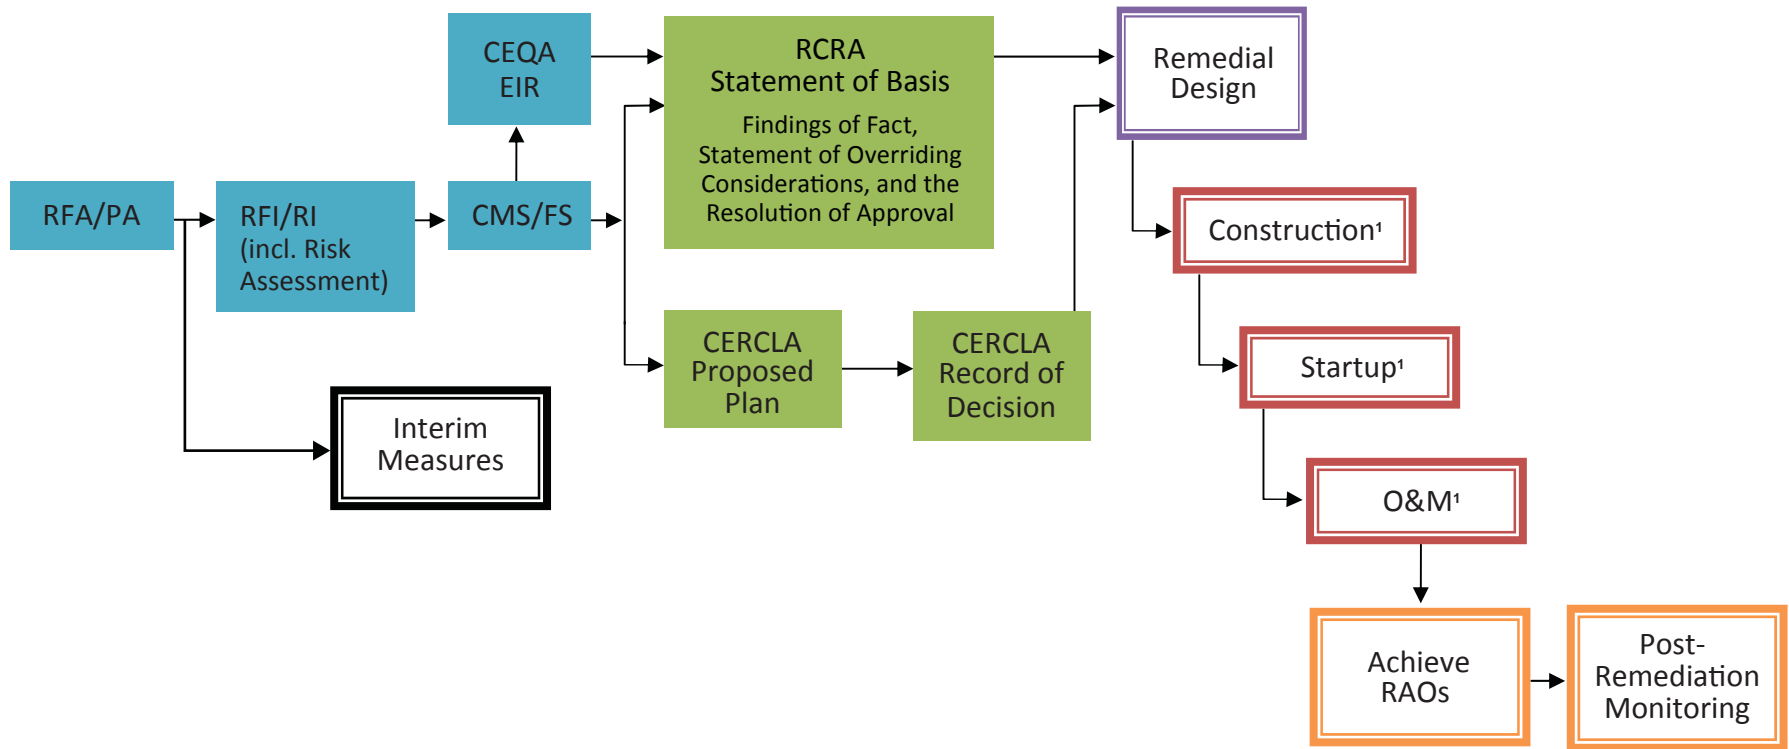 RFA/PA
RFI/RI
(incl. Risk
Assessment)
CEQA
EIR
CMS/FS
RCRA
Statement of Basis
Findings of Fact,
Statement of Overriding
Considerations, and the
Resolution of Approval
CERCLA
Proposed
Plan
CERCLA
Record of
Decision
Interim
Measures
Remedial
Design
Construction¹
Startup¹
O&M¹
Achieve
RAOs
Post-
Remediation
Monitoring